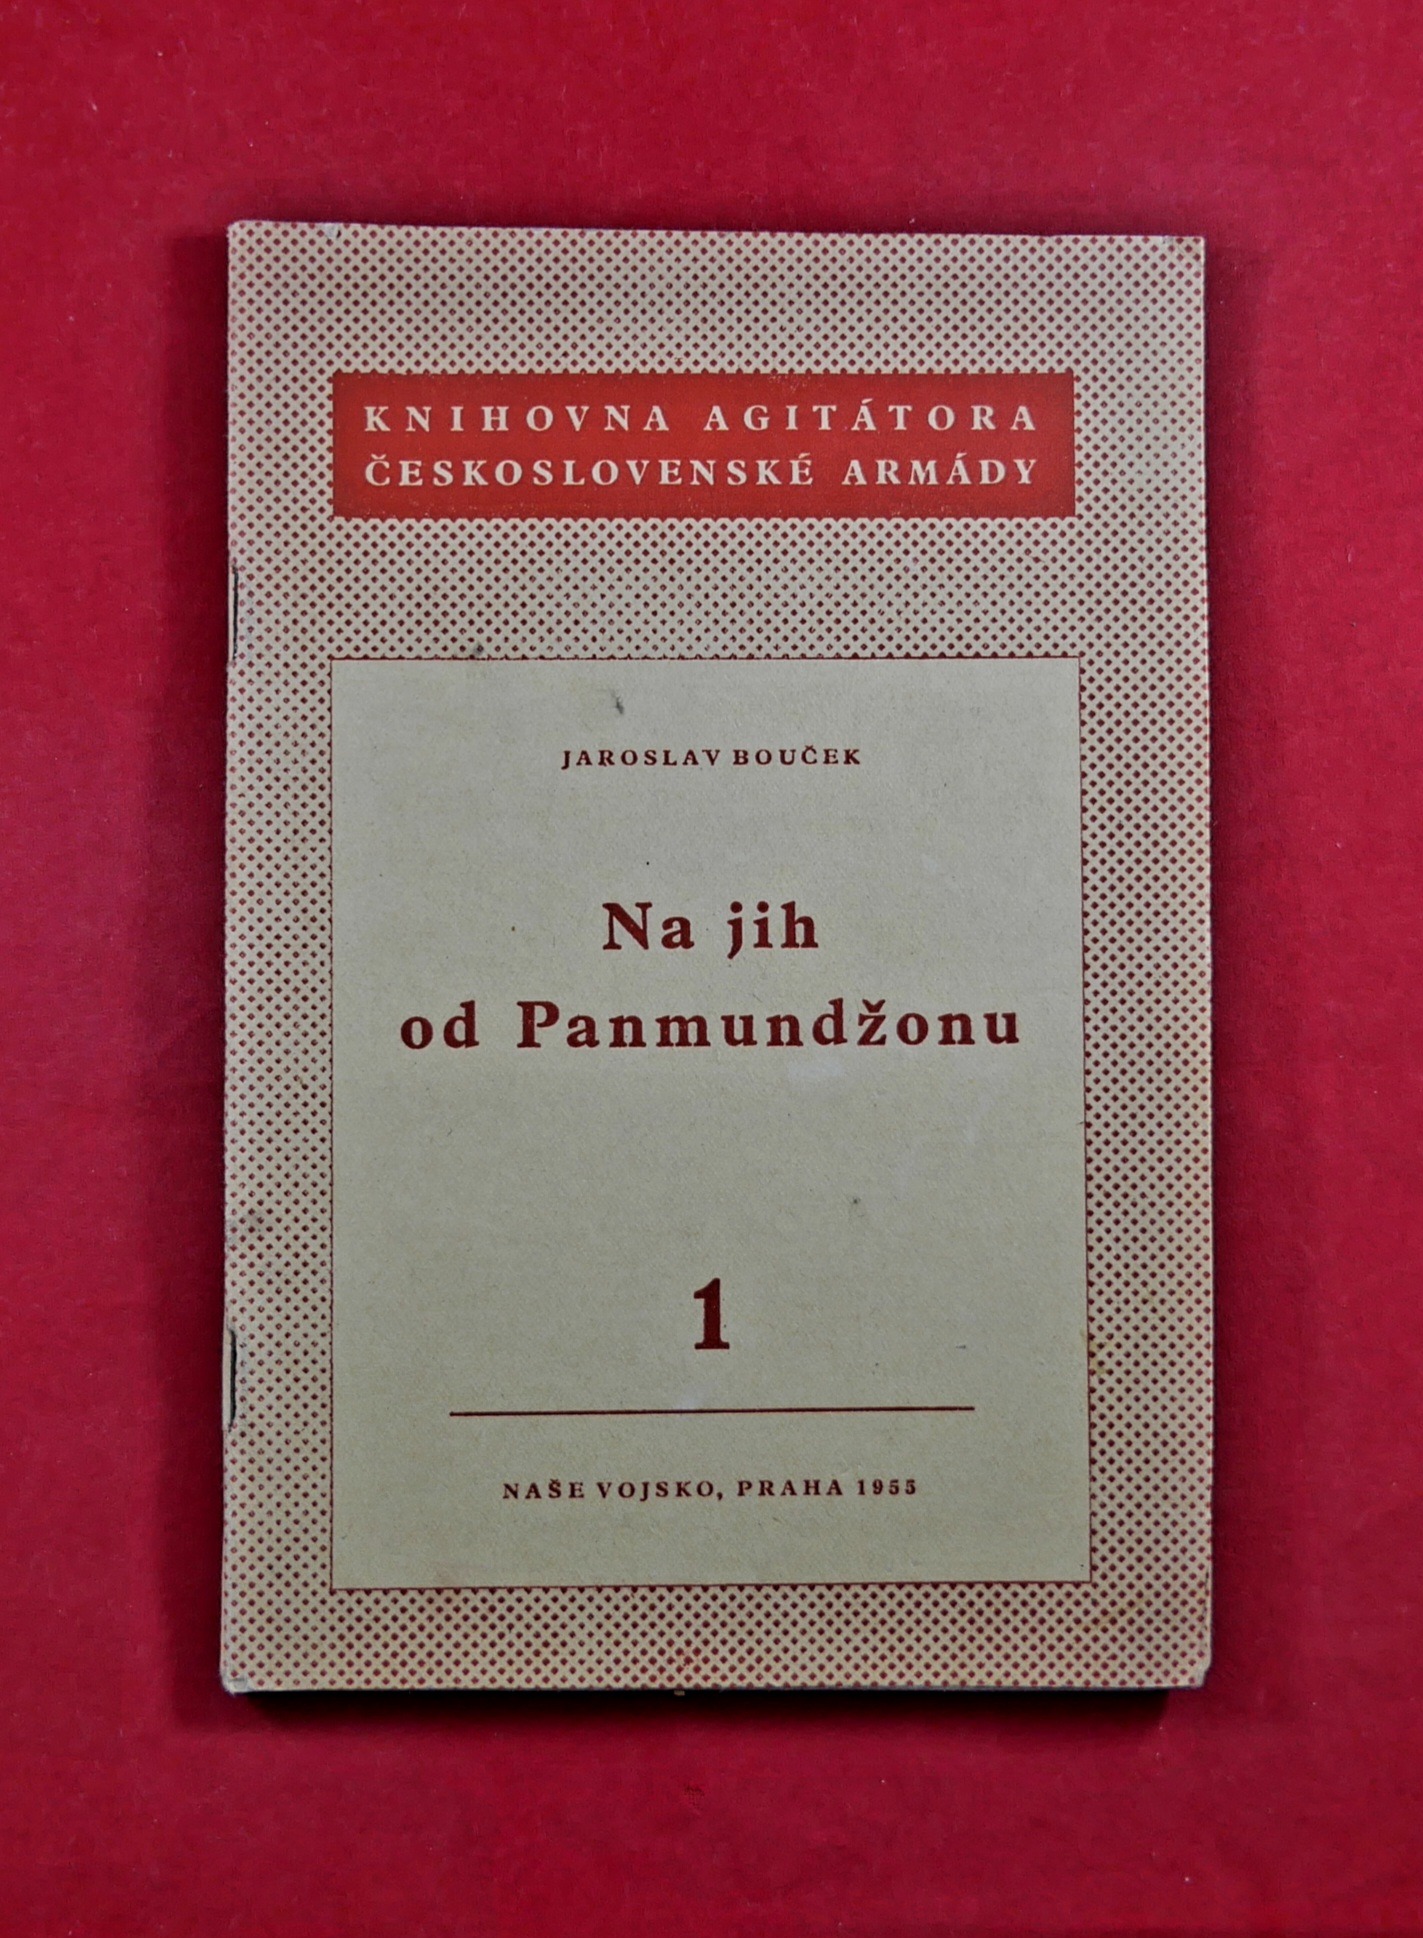 KNIHOVNA AGITÁTORA
ČESKOSLOVENSKÉ ARMÁDY
JAROSLAV BOUČEK
Na jih
od Panmundžonu
1
NAŠE VOJSKO, PRAHA 1955